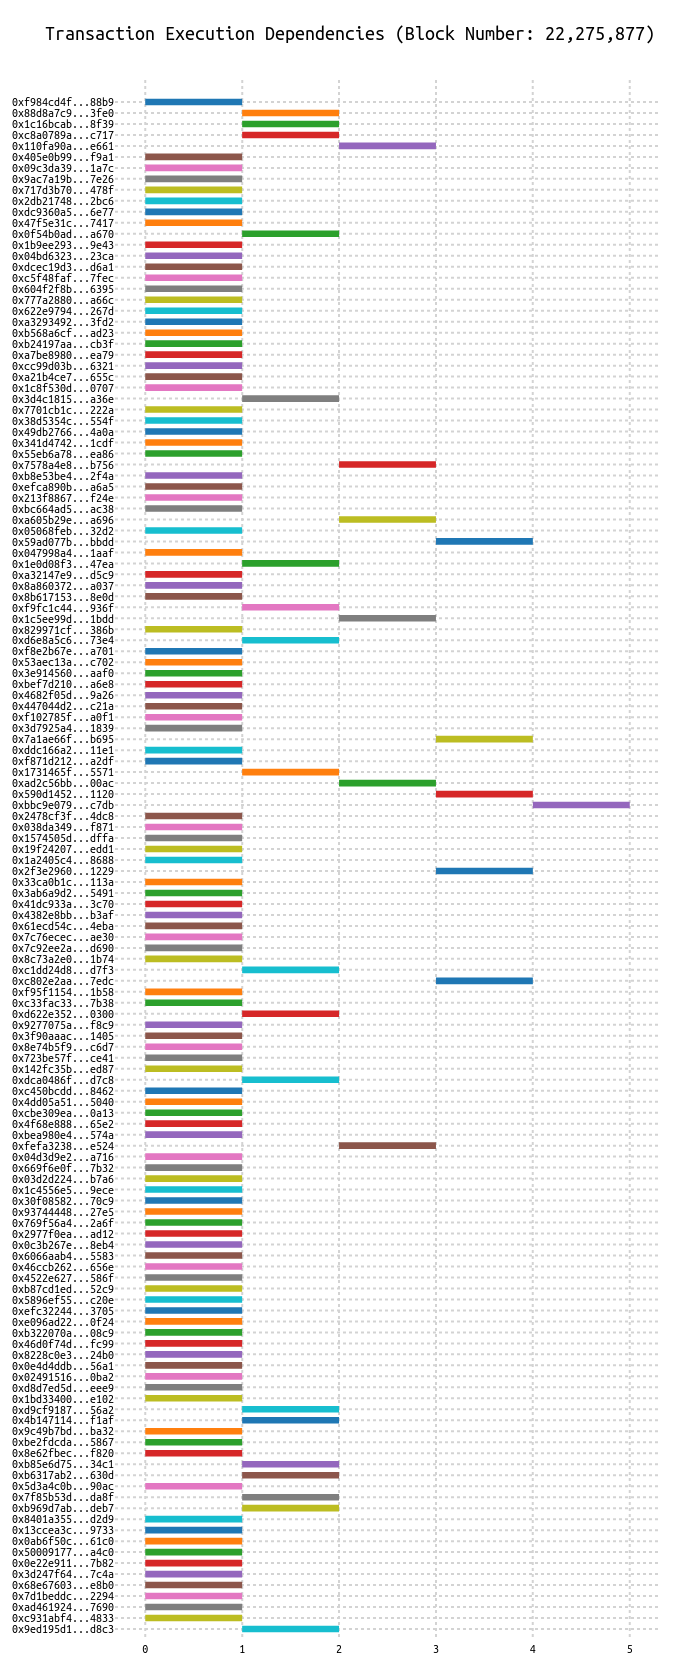 Transaction Execution Dependencies (Block Number: 22,275,877)
0xf984cd4f...88b9
0x88d8a7c9...3fe0
0x1c16bcab...8f39
0xc8a0789a...c717
0x110fa90a...e661
0x405e0b99...f9a1
0x09c3da39...1a7c
0x9ac7a19b...7e26
0x717d3b70...478f
0x2db21748...2bc6
0xdc9360a5...6e77
0x47f5e31c...7417
0x0f54b0ad...a670
0x1b9ee293...9e43
0x04bd6323...23ca
0xdcec19d3...d6a1
0xc5f48faf...7fec
0x604f2f8b...6395
0x777a2880...a66c
0x622e9794...267d
0xa3293492...3fd2
0xb568a6cf...ad23
0xb24197aa...cb3f
0xa7be8980...ea79
0xcc99d03b...6321
0xa21b4ce7...655c
0x1c8f530d...0707
0x3d4c1815...a36e
0x7701cb1c...222a
0x38d5354c...554f
0x49db2766...4a0a
0x341d4742...1cdf
0x55eb6a78...ea86
0x7578a4e8...b756
0xb8e53be4...2f4a
0xefca890b...a6a5
0x213f8867...f24e
0xbc664ad5...ac38
0xa605b29e...a696
0x05068feb...32d2
0x59ad077b...bbdd
0x047998a4...1aaf
0x1e0d08f3...47ea
0xa32147e9...d5c9
0x8a860372...a037
0x8b617153...8e0d
0xf9fc1c44...936f
0x1c5ee99d...1bdd
0x829971cf...386b
0xd6e8a5c6...73e4
0xf8e2b67e...a701
0x53aec13a...c702
0x3e914560...aaf0
0xbef7d210...a6e8
0x4682f05d...9a26
0x447044d2...c21a
0xf102785f...a0f1
0x3d7925a4...1839
0x7a1ae66f...b695
0xddc166a2...11e1
0xf871d212...a2df
0x1731465f...5571
0xad2c56bb...00ac
0x590d1452...1120
0xbbc9e079...c7db
0x2478cf3f...4dc8
0x038da349...f871
0x1574505d...dffa
0x19f24207...edd1
0x1a2405c4...8688
0x2f3e2960...1229
0x33ca0b1c...113a
0x3ab6a9d2...5491
0x41dc933a...3c70
0x4382e8bb...b3af
0x61ecd54c...4eba
0x7c76ecec...ae30
0x7c92ee2a...d690
0x8c73a2e0...1b74
0xc1dd24d8...d7f3
0xc802e2aa...7edc
0xf95f1154...1b58
0xc33fac33...7b38
0xd622e352...0300
0x9277075a...f8c9
0x3f90aaac...1405
0x8e74b5f9...c6d7
0x723be57f...ce41
0x142fc35b...ed87
0xdca0486f...d7c8
0xc450bcdd...8462
0x4dd05a51...5040
0xcbe309ea...0a13
0x4f68e888...65e2
0xbea980e4...574a
0xfefa3238...e524
0x04d3d9e2...a716
0x669f6e0f...7b32
0x03d2d224...b7a6
0x1c4556e5...9ece
0x30f08582...70c9
0x93744448...27e5
0x769f56a4...2a6f
0x2977f0ea...ad12
0x0c3b267e...8eb4
0x6066aab4...5583
0x46ccb262...656e
0x4522e627...586f
0xb87cd1ed...52c9
0x5896ef55...c20e
0xefc32244...3705
0xe096ad22...0f24
0xb322070a...08c9
0x46d0f74d...fc99
0x8228c0e3...24b0
0x0e4d4ddb...56a1
0x02491516...0ba2
0xd8d7ed5d...eee9
0x1bd33400...e102
0xd9cf9187...56a2
0x4b147114...f1af
0x9c49b7bd...ba32
0xbe2fdcda...5867
0x8e62fbec...f820
0xb85e6d75...34c1
0xb6317ab2...630d
0x5d3a4c0b...90ac
0x7f85b53d...da8f
0xb969d7ab...deb7
0x8401a355...d2d9
0x13ccea3c...9733
0x0ab6f50c...61c0
0x50009177...a4c0
0x0e22e911...7b82
0x3d247f64...7c4a
0x68e67603...e8b0
0x7d1beddc...2294
0xad461924...7690
0xc931abf4...4833
0x9ed195d1...d8c3
0 1 2 3 4 5